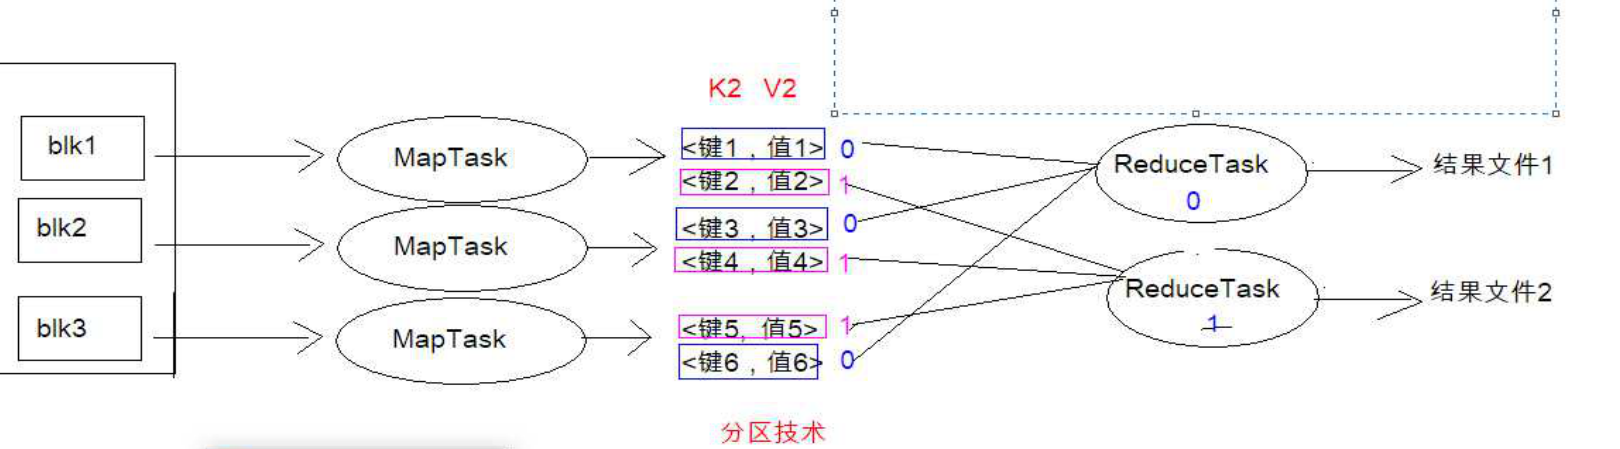 K2 V2
blk1
MapTask
<键1，值1> 0
<键2，值2> 1
ReduceTask
0
结果文件1
blk2
MapTask
<键3，值3> 0
<键4，值4> 1
ReduceTask
1
结果文件2
blk3
MapTask
<键5, 值5> 1
<键6，值6> 0
分区技术